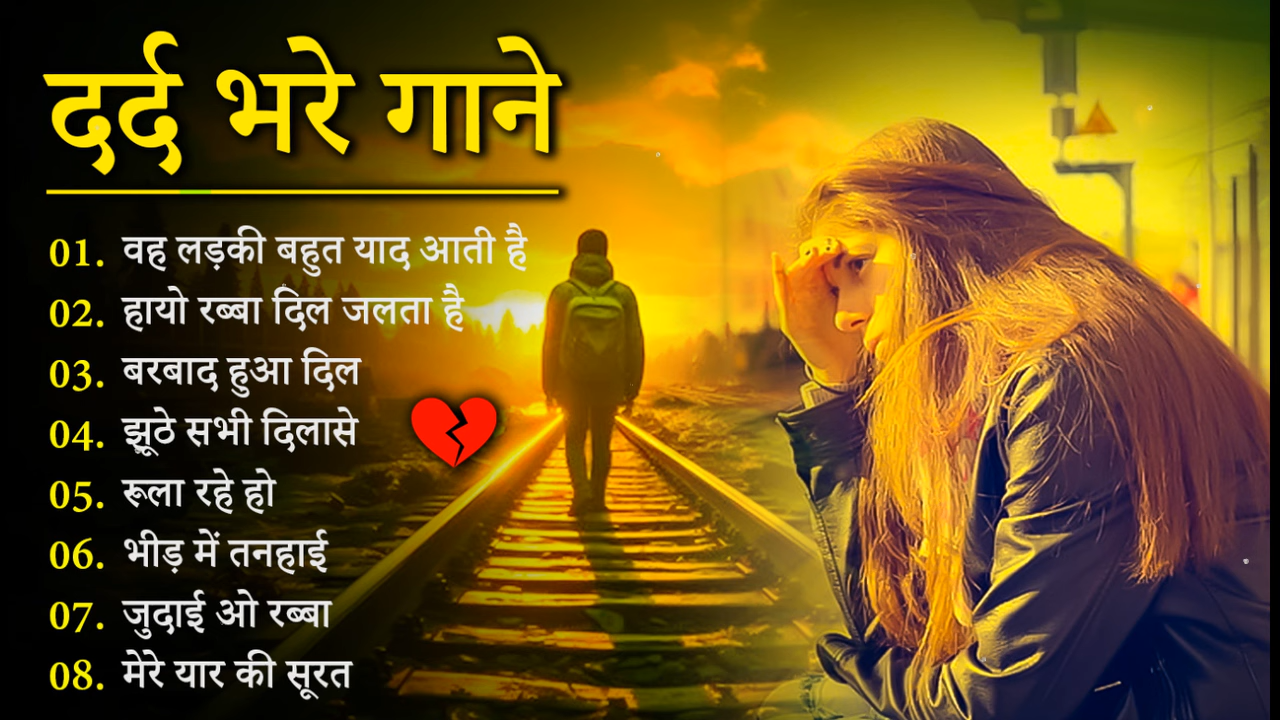 दर्द भरे गाने
01. वह लड़की बहुत याद आती है
02. हायो रब्बा दिल जलता है
03. बरबाद हुआ दिल
04. झूठे सभी दिलासे
05. रूला रहे हो
06. भीड़ में तनहाई
07. जुदाई ओ रब्बा
08. मेरे यार की सूरत